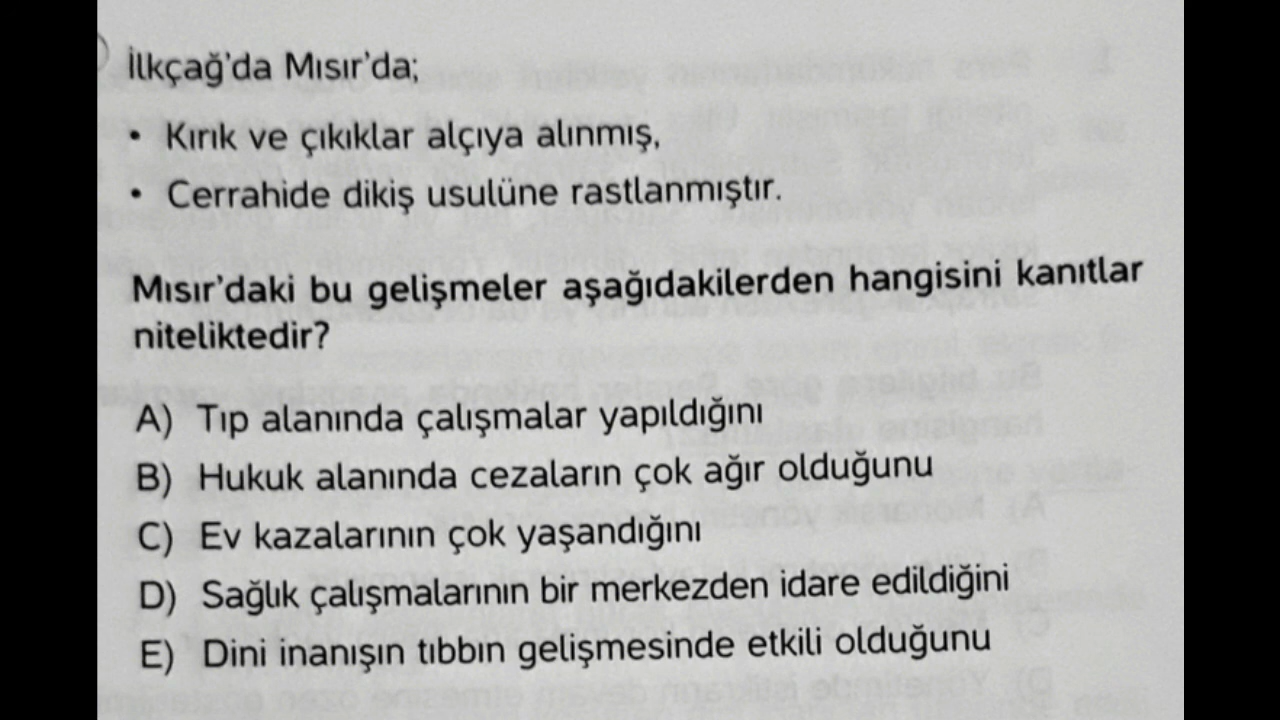 İlkçağ'da Mısır'da;
• Kırık ve çıkıklar alçıya alınmış,
• Cerrahide dikiş usulüne rastlanmıştır.
Mısır'daki bu gelişmeler aşağıdakilerden hangisini kanıtlar
niteliktedir?
A) Tıp alanında çalışmalar yapıldığını
B) Hukuk alanında cezaların çok ağır olduğunu
C) Ev kazalarının çok yaşandığını
D) Sağlık çalışmalarının bir merkezden idare edildiğini
E) Dini inanışın tıbbın gelişmesinde etkili olduğunu